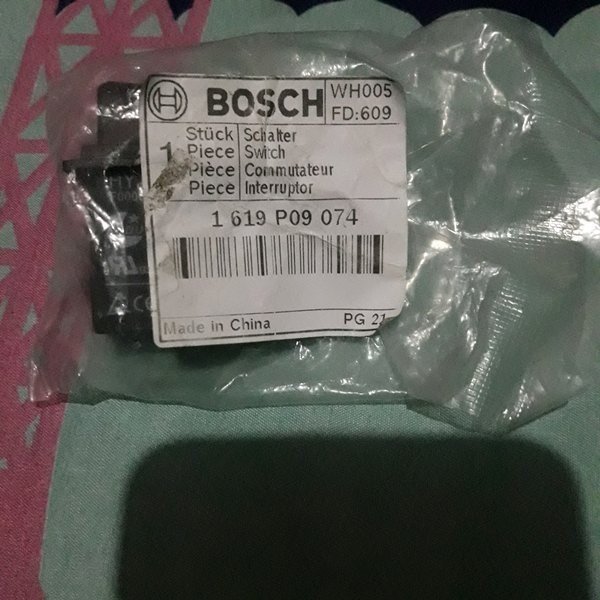 BOSCH
WH005
FD:609
1 Stück Schalter
Piece Switch
Pièce Commutateur
Piece Interruptor
1 619 P09 074
Made in China PG 21